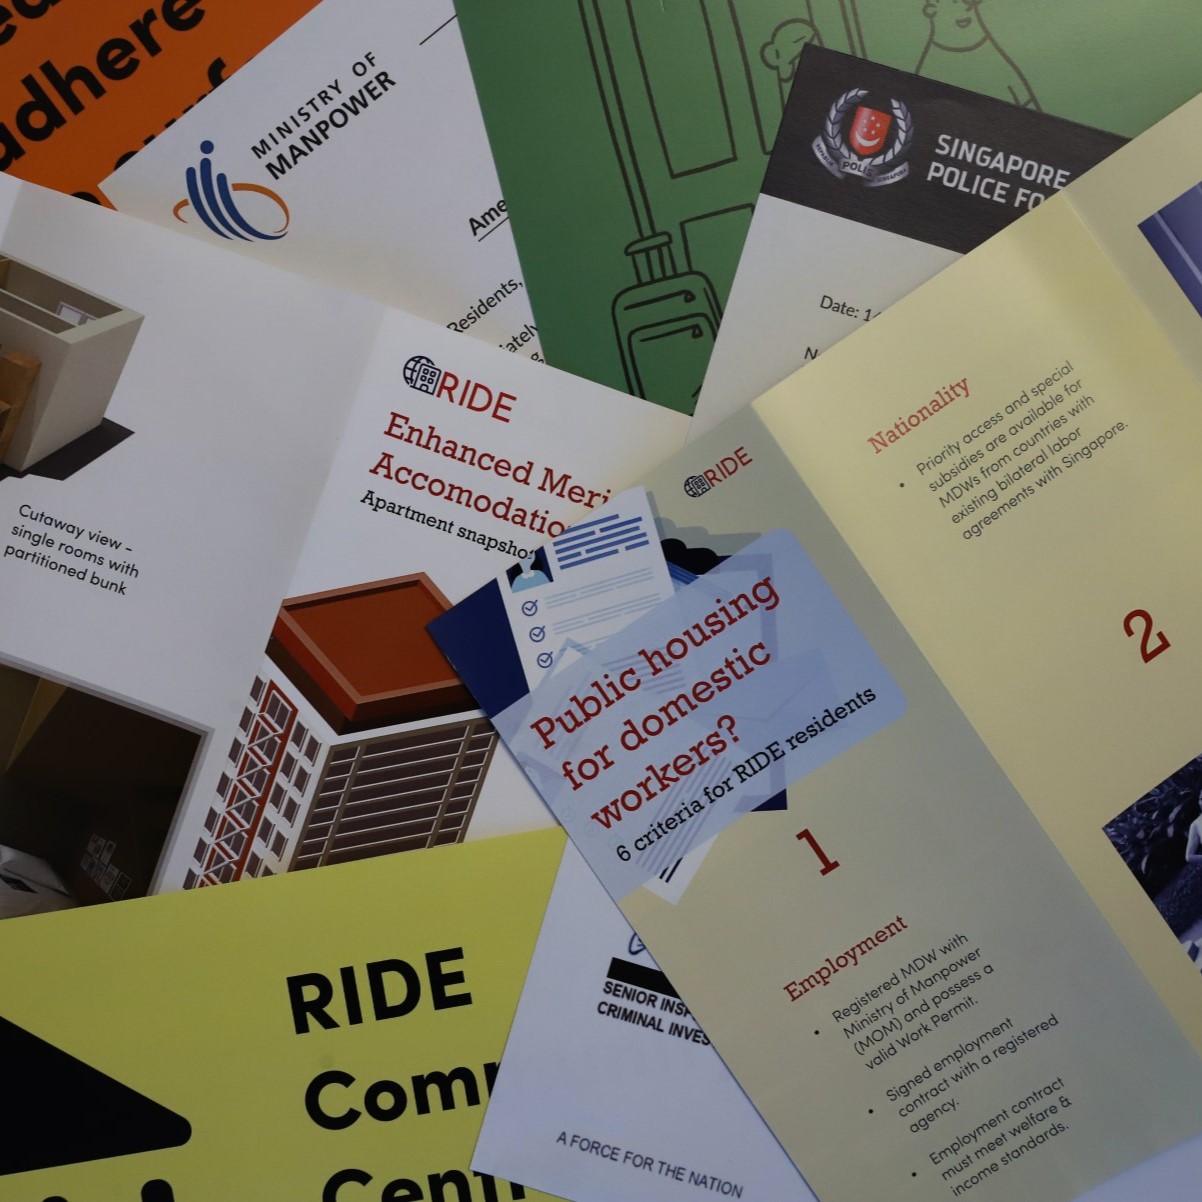 adhere
MINISTRY OF
MANPOWER
Residents,
SINGAPORE
POLICE FO
REPUBLIK
POLIS
SINGAPURA
Date:
RIDE
Enhanced Meri
Accomodatio
Apartment snapsho
Cutaway view –
single rooms with
partitioned bunk
RIDE
Public housing
for domestic
workers?
6 criteria for RIDE residents
1
Employment
• Registered MDW with
Ministry of Manpower
(MOM) and possess a
valid Work Permit.
• Signed employment
contract with a registered
agency.
• Employment contract
must meet welfare &
income standards.
Nationality
• Priority access and special
subsidies are available for
MDWs from countries with
existing bilateral labor
agreements with Singapore.
2
RIDE
Com
Cent
SENIOR INSP
CRIMINAL INVES
A FORCE FOR THE NATION